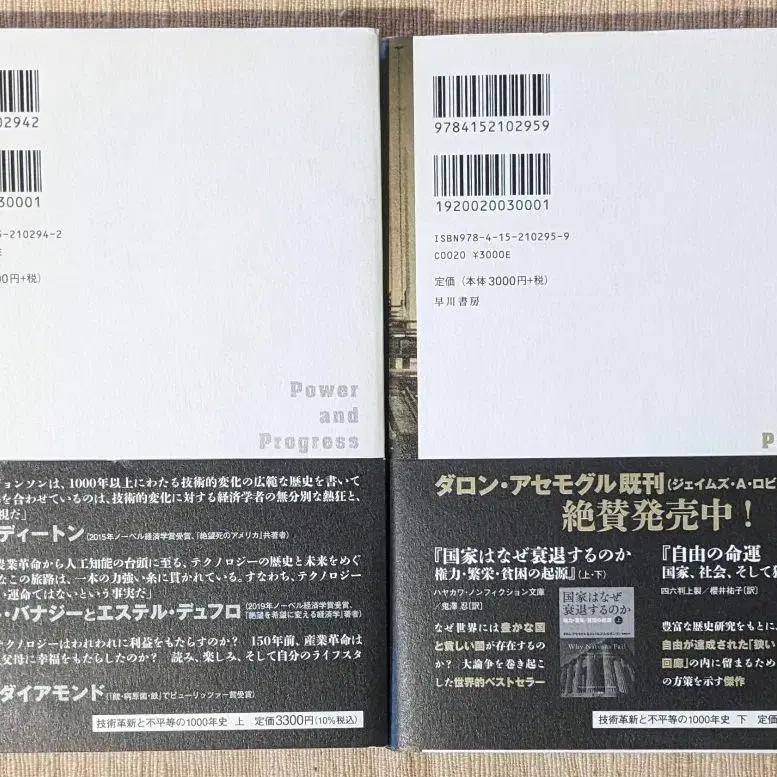 02942
30001
5-210294-2
E
00円+税)
Power
and
Progress
ジョンソンは、1000年以上にわたる技術的変化の広範な歴史を書いて
を合わせているのは、技術的変化に対する経済学者の無分別な熱狂と、
視だ」
ディートン(2015年ノーベル経済学賞受賞、『絶望死のアメリカ』共著者)
農業革命から人工知能の台頭に至る、テクノロジーの歴史と未来をめぐ
なこの旅路は、一本の力強い糸に貫かれている。すなわち、テクノロジー
運命ではないという事実だ」
・バナジーとエステル・デュフロ(2019年ノーベル経済学賞受賞、
『絶望を希望に変える経済学』著者)
テクノロジーはわれわれに利益をもたらすのか? 150年前、産業革命は
父母に幸福をもたらしたのか? 読み、楽しみ、そして自分のライフスタ
ダイアモンド(『銃・病原菌・鉄』でピューリッツァー賞受賞)
技術革新と不平等の1000年史 上 定価3300円(10%税込)
9784152102959
1920020030001
ISBN978-4-15-210295-9
C0020 ¥3000E
定価(本体3000円+税)
早川書房
P
ダロン・アセモグル既刊(ジェイムズ・A・ロビ
絶賛発売中!
『国家はなぜ衰退するのか
権力・繁栄・貧困の起源』(上・下)
ハヤカワ・ノンフィクション文庫
/鬼澤 忍〔訳〕
なぜ世界には豊かな国
と貧しい国が存在するの
か? 大論争を巻き起こ
した世界的ベストセラー
国家はなぜ
衰退するのか
上
権力・繁栄・貧困の起源
Why Nations Fail
『自由の命運
国家、社会、そして狭
四六判上製/櫻井祐子〔訳
豊富な歴史研究をもとに、
自由が達成された「狭い
回廊」の内に留まるため
の方策を示す傑作
技術革新と不平等の1000年史 下 定価